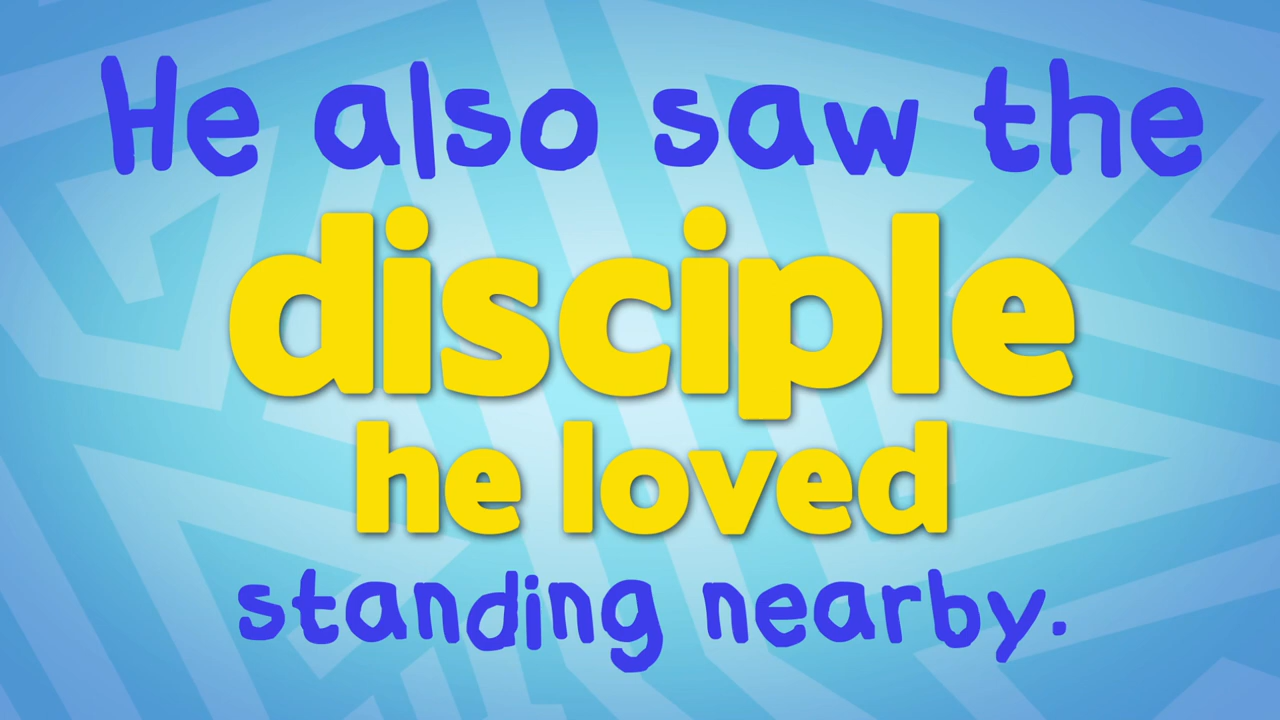 He also saw the
disciple
he loved
standing nearby.